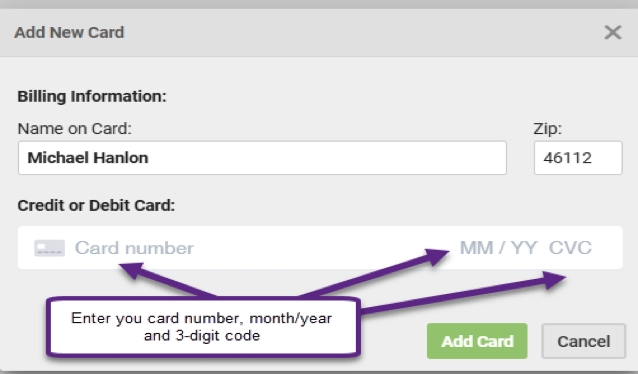 Add New Card
Billing Information:
Name on Card:
Zip:
Michael Hanlon
46112
Credit or Debit Card:
Card number
MM / YY CVC
Enter you card number, month/year
and 3-digit code
Add Card
Cancel